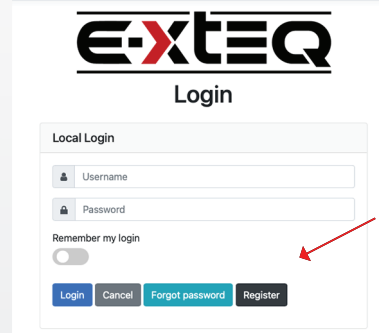 E-XTEQ
Login
Local Login
Username
Password
Remember my login
Login Cancel Forgot password Register